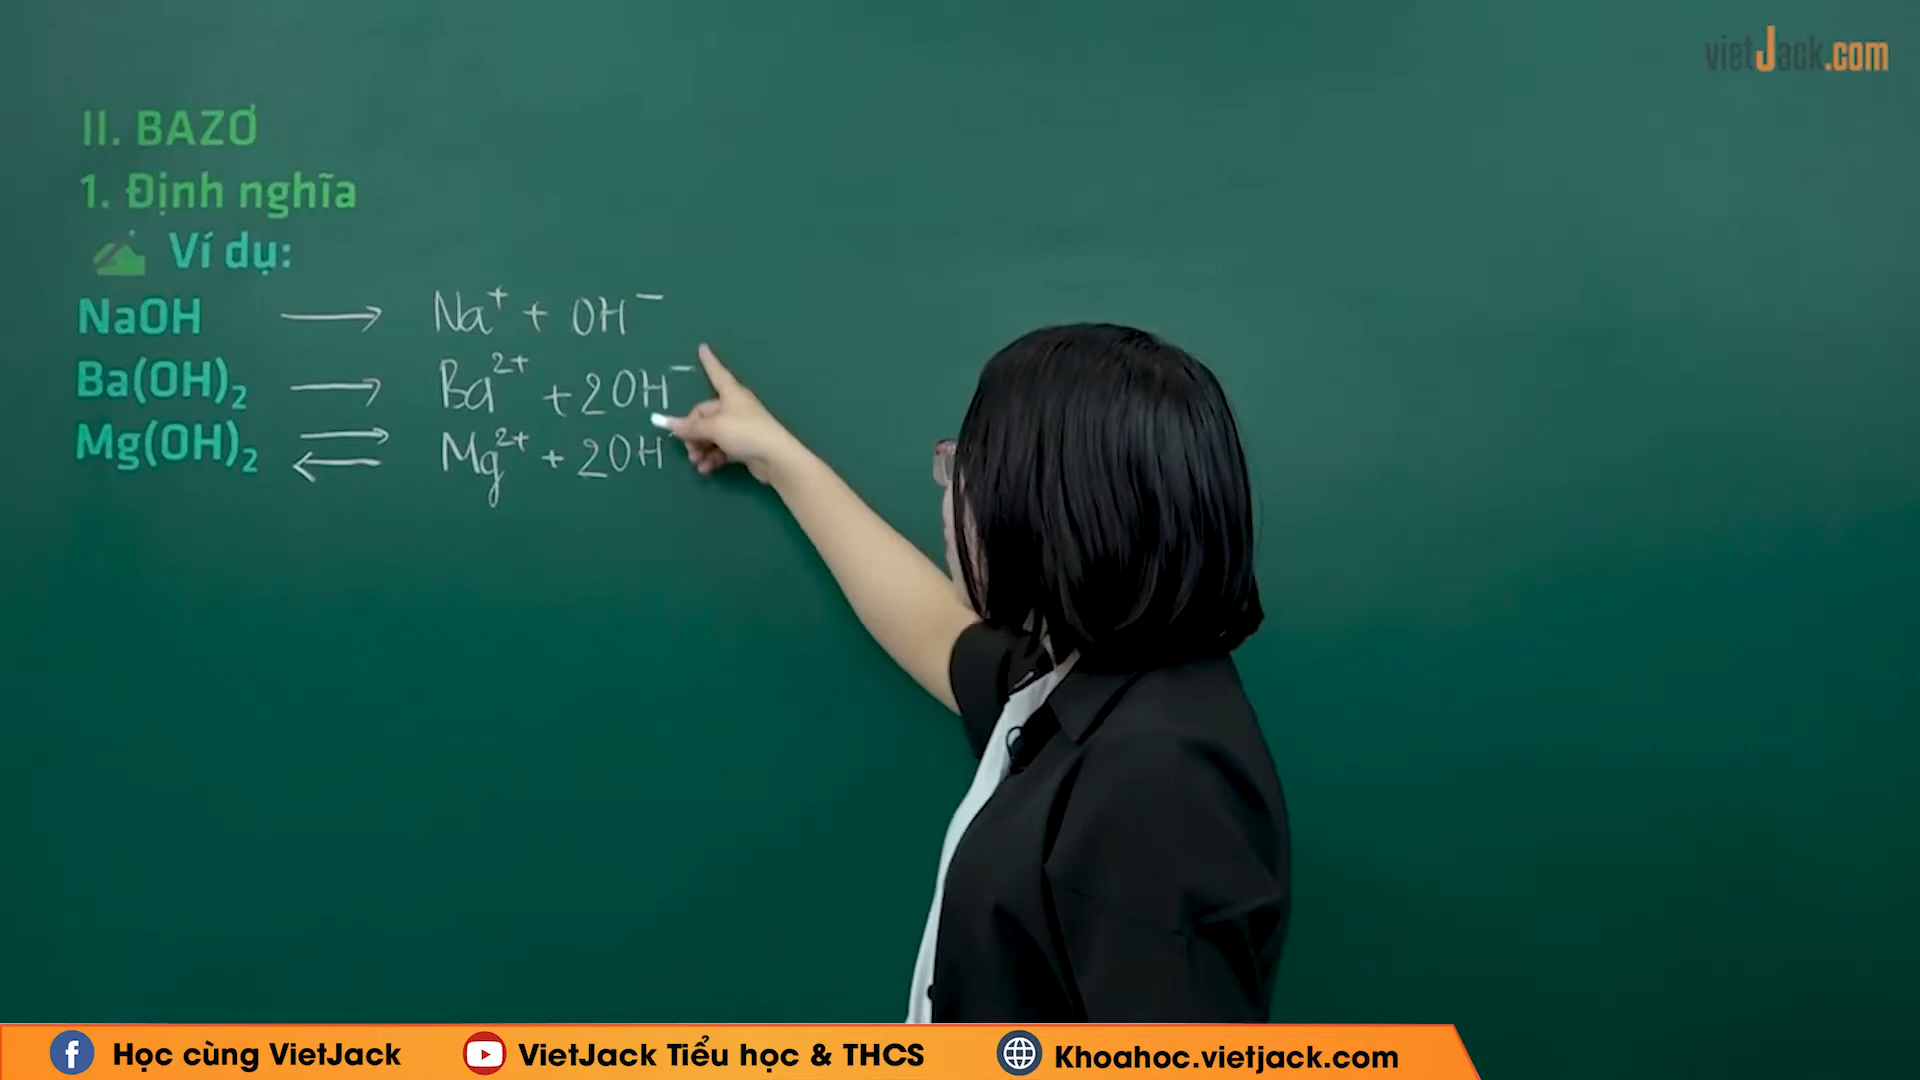 vietJack.com
II. BAZƠ
1. Định nghĩa
Ví dụ:
NaOH → Na⁺ + OH⁻
Ba(OH)₂ → Ba²⁺ + 2OH⁻
Mg(OH)₂ ⇄ Mg²⁺ + 2OH
Học cùng VietJack
VietJack Tiểu học & THCS
Khoahoc.vietjack.com